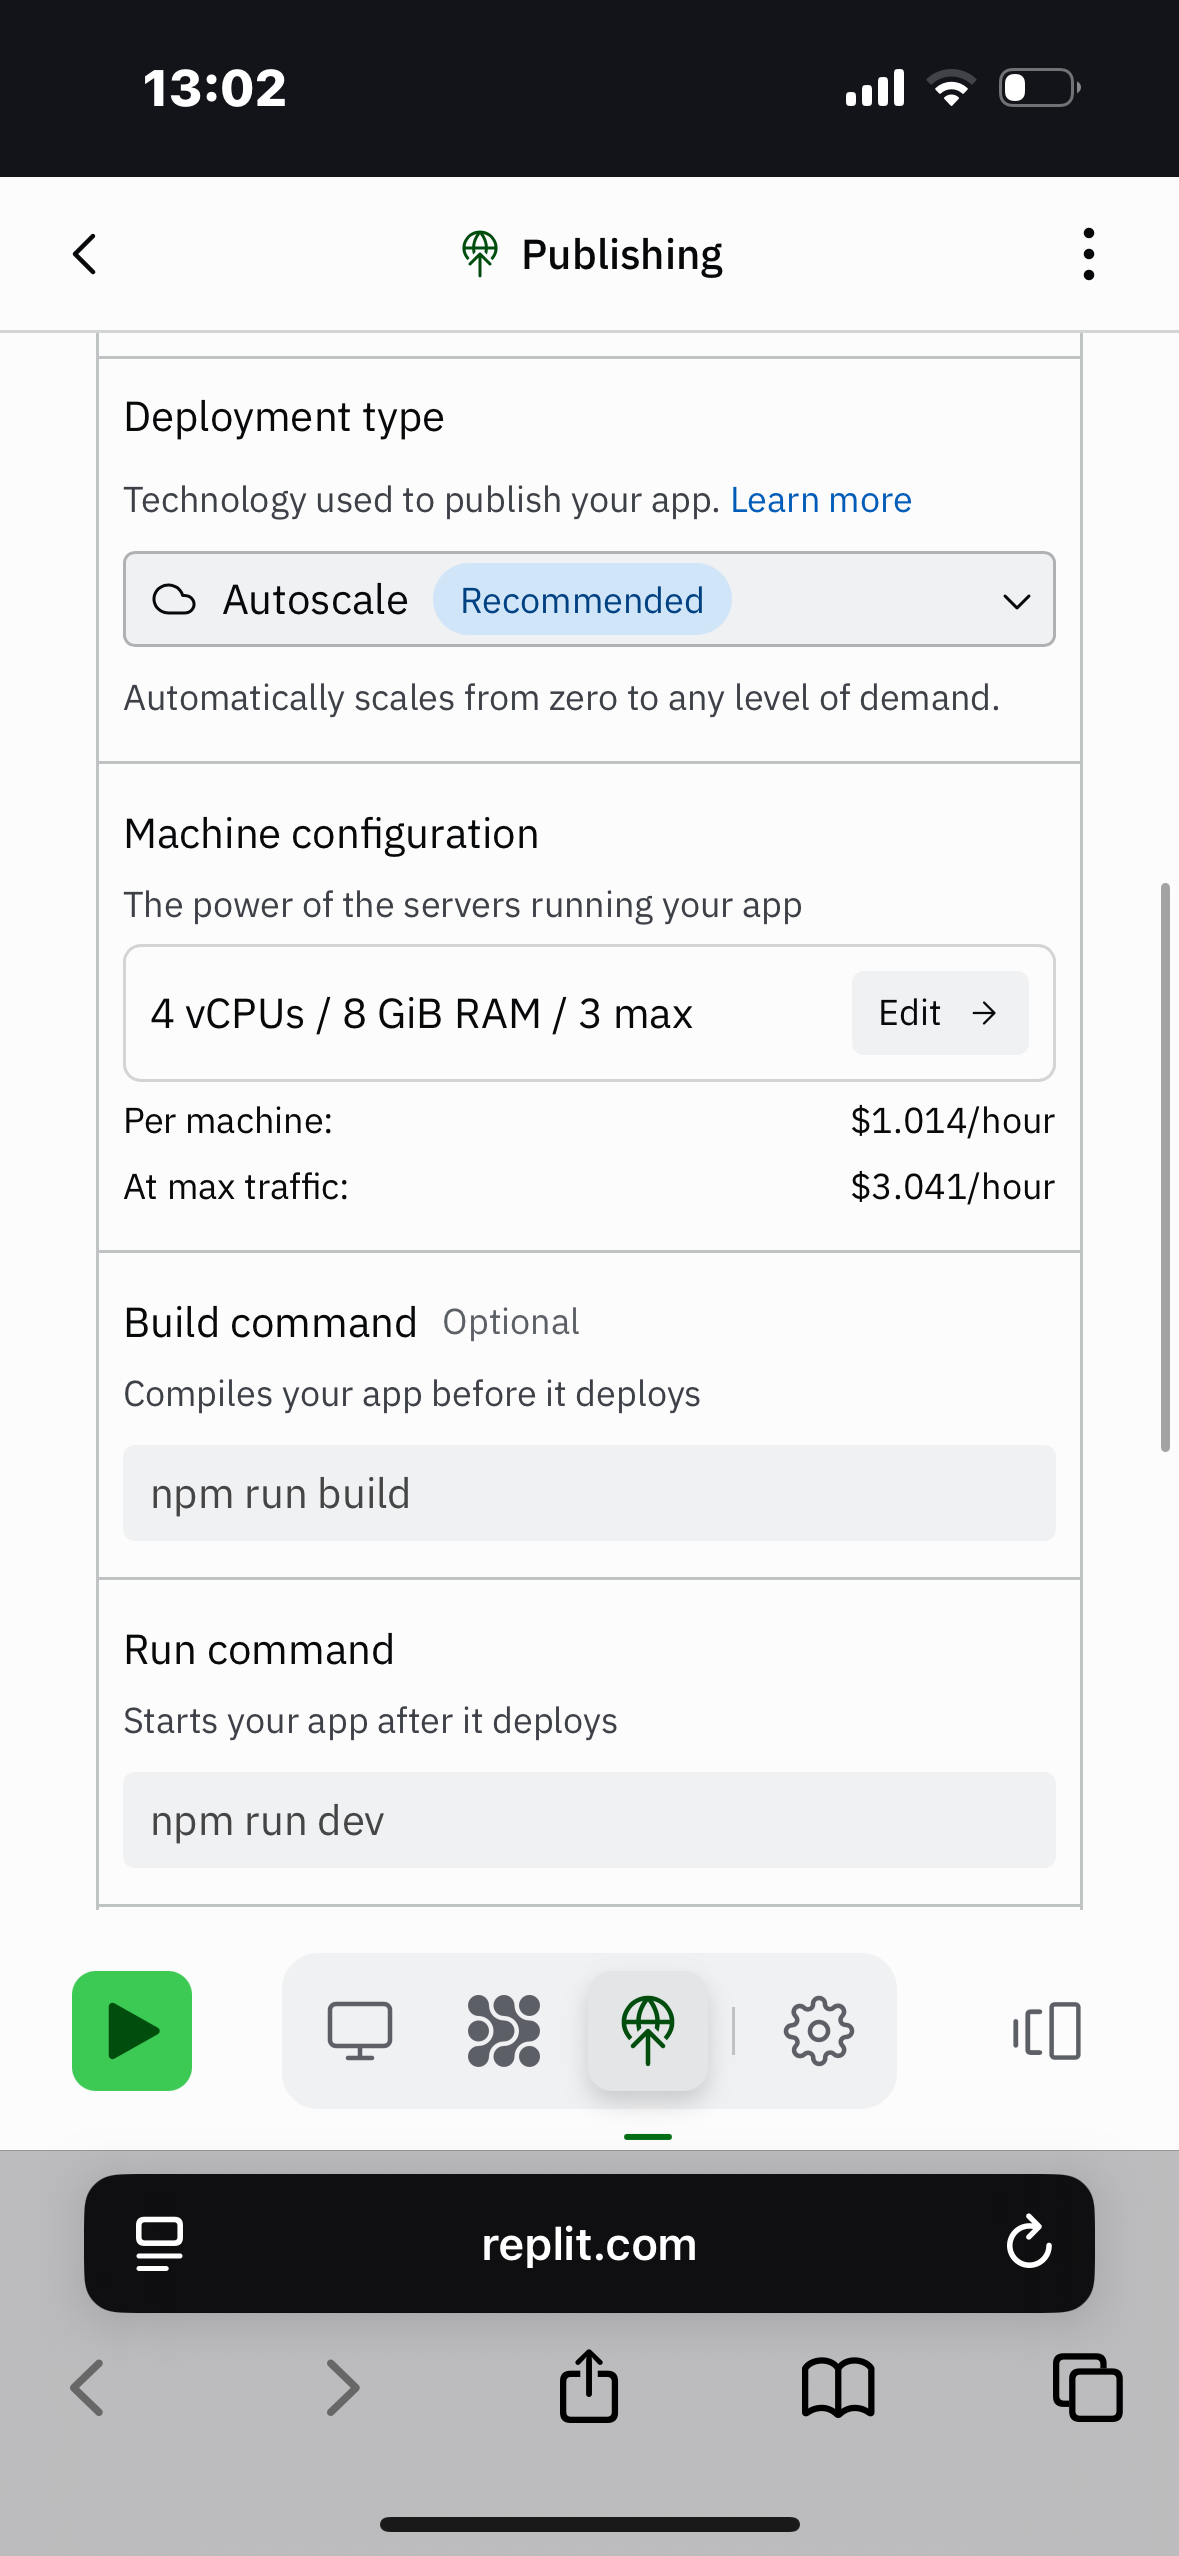 13:02
Publishing
Deployment type
Technology used to publish your app. Learn more
Autoscale Recommended
Automatically scales from zero to any level of demand.
Machine configuration
The power of the servers running your app
4 vCPUs / 8 GiB RAM / 3 max Edit →
Per machine: $1.014/hour
At max traffic: $3.041/hour
Build command Optional
Compiles your app before it deploys
npm run build
Run command
Starts your app after it deploys
npm run dev
replit.com